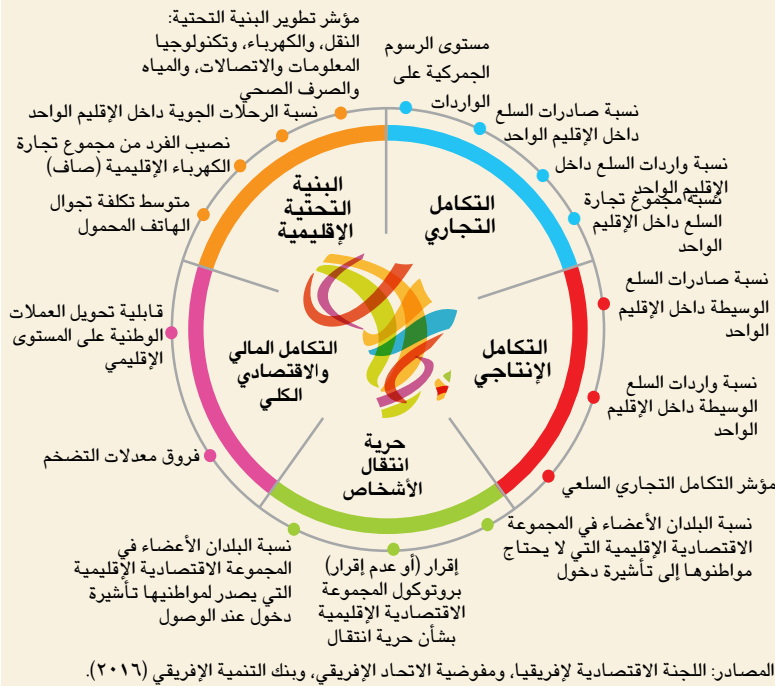 مستوى الرسوم
الجمركية على
الواردات
نسبة صادرات السلع
داخل الإقليم الواحد
نسبة واردات السلع داخل
الإقليم الواحد
نسبة مجموع تجارة
السلع داخل الإقليم
الواحد
التكامل
التجاري
نسبة صادرات السلع
الوسيطة داخل الإقليم
الواحد
نسبة واردات السلع
الوسيطة داخل الإقليم
الواحد
مؤشر التكامل التجاري السلعي
التكامل
الإنتاجي
نسبة البلدان الأعضاء في المجموعة
الاقتصادية الإقليمية التي لا يحتاج
مواطنوها إلى تأشيرة دخول
إقرار (أو عدم إقرار)
بروتوكول المجموعة
الاقتصادية الإقليمية
بشأن حرية انتقال
نسبة البلدان الأعضاء في
المجموعة الاقتصادية الإقليمية
التي يصدر لمواطنيها تأشيرة
دخول عند الوصول
حرية
انتقال
الأشخاص
فروق معدلات التضخم
قابلية تحويل العملات
الوطنية على المستوى
الإقليمي
التكامل المالي
والاقتصادي
الكلي
متوسط تكلفة تجوال
الهاتف المحمول
نصيب الفرد من مجموع تجارة
الكهرباء الإقليمية (صاف)
نسبة الرحلات الجوية داخل الإقليم الواحد
مؤشر تطوير البنية التحتية:
النقل، والكهرباء، وتكنولوجيا
المعلومات والاتصالات، والمياه
والصرف الصحي
البنية
التحتية
الإقليمية
المصادر: اللجنة الاقتصادية لإفريقيا، ومفوضية الاتحاد الإفريقي، وبنك التنمية الإفريقي (٢٠١٦).